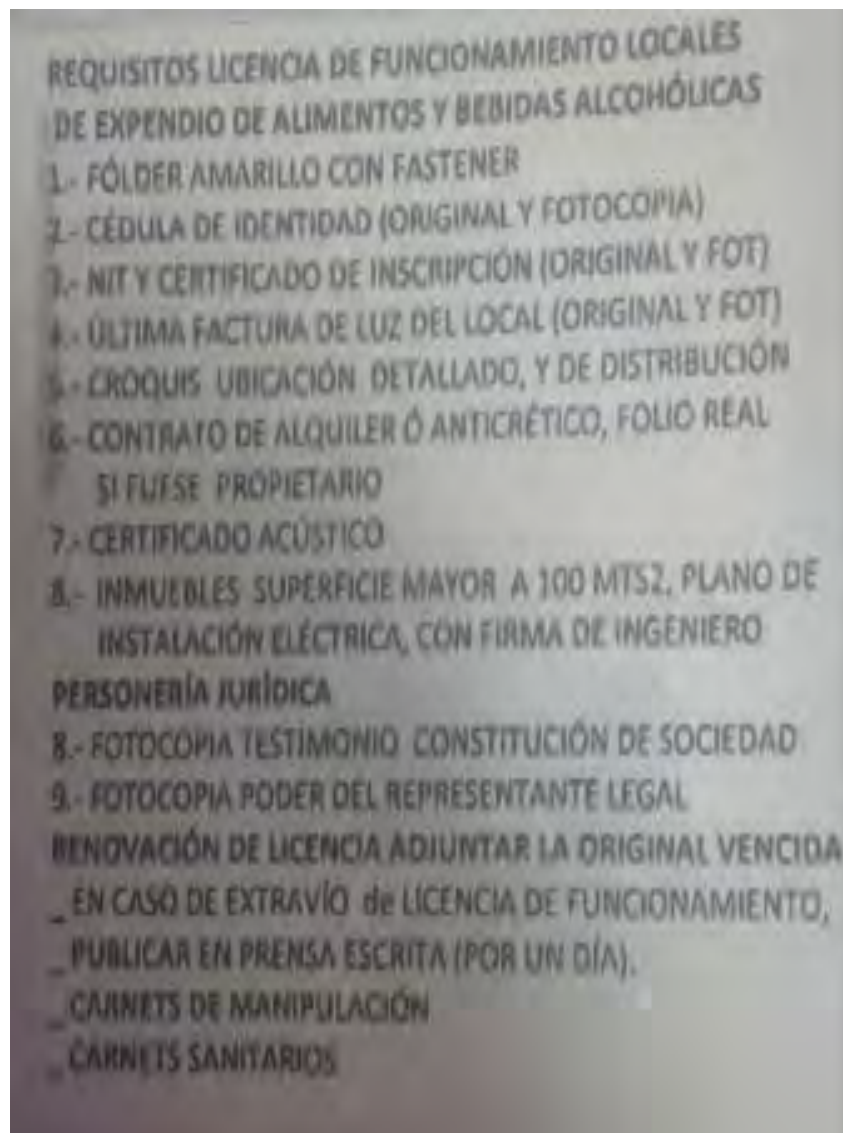 REQUISITOS LICENCIA DE FUNCIONAMIENTO LOCALES
DE EXPENDIO DE ALIMENTOS Y BEBIDAS ALCOHÓLICAS
1.- FÓLDER AMARILLO CON FASTENER
2.- CÉDULA DE IDENTIDAD (ORIGINAL Y FOTOCOPIA)
3.- NIT Y CERTIFICADO DE INSCRIPCIÓN (ORIGINAL Y FOT)
4.- ÚLTIMA FACTURA DE LUZ DEL LOCAL (ORIGINAL Y FOT)
5.- CROQUIS UBICACIÓN DETALLADO, Y DE DISTRIBUCIÓN
6.- CONTRATO DE ALQUILER Ó ANTICRÉTICO, FOLIO REAL
SI FUESE PROPIETARIO
7.- CERTIFICADO ACÚSTICO
8.- INMUEBLES SUPERFICIE MAYOR A 100 MTS2, PLANO DE
INSTALACIÓN ELÉCTRICA, CON FIRMA DE INGENIERO
PERSONERÍA JURÍDICA
8.- FOTOCOPIA TESTIMONIO CONSTITUCIÓN DE SOCIEDAD
9.- FOTOCOPIA PODER DEL REPRESENTANTE LEGAL
RENOVACIÓN DE LICENCIA ADJUNTAR LA ORIGINAL VENCIDA
_ EN CASO DE EXTRAVÍO de LICENCIA DE FUNCIONAMIENTO,
_ PUBLICAR EN PRENSA ESCRITA (POR UN DÍA).
_ CARNETS DE MANIPULACIÓN
_ CARNETS SANITARIOS